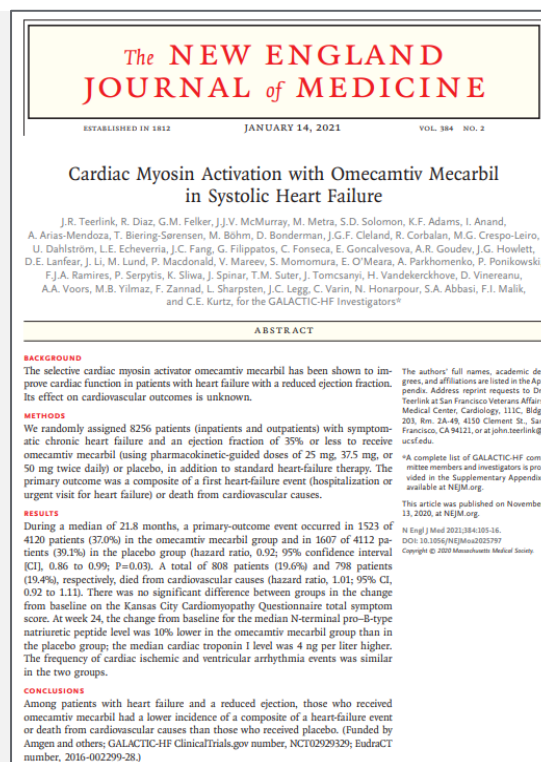 The NEW ENGLAND
JOURNAL of MEDICINE
ESTABLISHED IN 1812
JANUARY 14, 2021
VOL. 384 NO. 2
Cardiac Myosin Activation with Omecamtiv Mecarbil
in Systolic Heart Failure
J.R. Teerlink, R. Diaz, G.M. Felker, J.J.V. McMurray, M. Metra, S.D. Solomon, K.F. Adams, I. Anand,
A. Arias-Mendoza, T. Biering-Sørensen, M. Böhm, D. Bonderman, J.G.F. Cleland, R. Corbalan, M.G. Crespo-Leiro,
U. Dahlström, L.E. Echeverria, J.C. Fang, G. Filippatos, C. Fonseca, E. Goncalvesova, A.R. Goudev, J.G. Howlett,
D.E. Lanfear, J. Li, M. Lund, P. Macdonald, V. Mareev, S. Momomura, E. O'Meara, A. Parkhomenko, P. Ponikowski,
F.J.A. Ramires, P. Serpytis, K. Sliwa, J. Spinar, T.M. Suter, J. Tomcsanyi, H. Vandekerckhove, D. Vinereanu,
A.A. Voors, M.B. Yilmaz, F. Zannad, L. Sharpsten, J.C. Legg, C. Varin, N. Honarpour, S.A. Abbasi, F.I. Malik,
and C.E. Kurtz, for the GALACTIC-HF Investigators*
ABSTRACT
BACKGROUND
The selective cardiac myosin activator omecamtiv mecarbil has been shown to im-
prove cardiac function in patients with heart failure with a reduced ejection fraction.
Its effect on cardiovascular outcomes is unknown.
METHODS
We randomly assigned 8256 patients (inpatients and outpatients) with symptom-
atic chronic heart failure and an ejection fraction of 35% or less to receive
omecamtiv mecarbil (using pharmacokinetic-guided doses of 25 mg, 37.5 mg, or
50 mg twice daily) or placebo, in addition to standard heart-failure therapy. The
primary outcome was a composite of a first heart-failure event (hospitalization or
urgent visit for heart failure) or death from cardiovascular causes.
RESULTS
During a median of 21.8 months, a primary-outcome event occurred in 1523 of
4120 patients (37.0%) in the omecamtiv mecarbil group and in 1607 of 4112 pa-
tients (39.1%) in the placebo group (hazard ratio, 0.92; 95% confidence interval
[CI], 0.86 to 0.99; P=0.03). A total of 808 patients (19.6%) and 798 patients
(19.4%), respectively, died from cardiovascular causes (hazard ratio, 1.01; 95% CI,
0.92 to 1.11). There was no significant difference between groups in the change
from baseline on the Kansas City Cardiomyopathy Questionnaire total symptom
score. At week 24, the change from baseline for the median N-terminal pro–B-type
natriuretic peptide level was 10% lower in the omecamtiv mecarbil group than in
the placebo group; the median cardiac troponin I level was 4 ng per liter higher.
The frequency of cardiac ischemic and ventricular arrhythmia events was similar
in the two groups.
CONCLUSIONS
Among patients with heart failure and a reduced ejection, those who received
omecamtiv mecarbil had a lower incidence of a composite of a heart-failure event
or death from cardiovascular causes than those who received placebo. (Funded by
Amgen and others; GALACTIC-HF ClinicalTrials.gov number, NCT02929329; EudraCT
number, 2016-002299-28.)
The authors' full names, academic de-
grees, and affiliations are listed in the Ap-
pendix. Address reprint requests to Dr.
Teerlink at San Francisco Veterans Affairs
Medical Center, Cardiology, 111C, Bldg.
203, Rm. 2A-49, 4150 Clement St., San
Francisco, CA 94121, or at john.teerlink@
ucsf.edu.
*A complete list of GALACTIC-HF com-
mittee members and investigators is pro-
vided in the Supplementary Appendix,
available at NEJM.org.
This article was published on November
13, 2020, at NEJM.org.
N Engl J Med 2021;384:105-16.
DOI: 10.1056/NEJMoa2025797
Copyright © 2020 Massachusetts Medical Society.